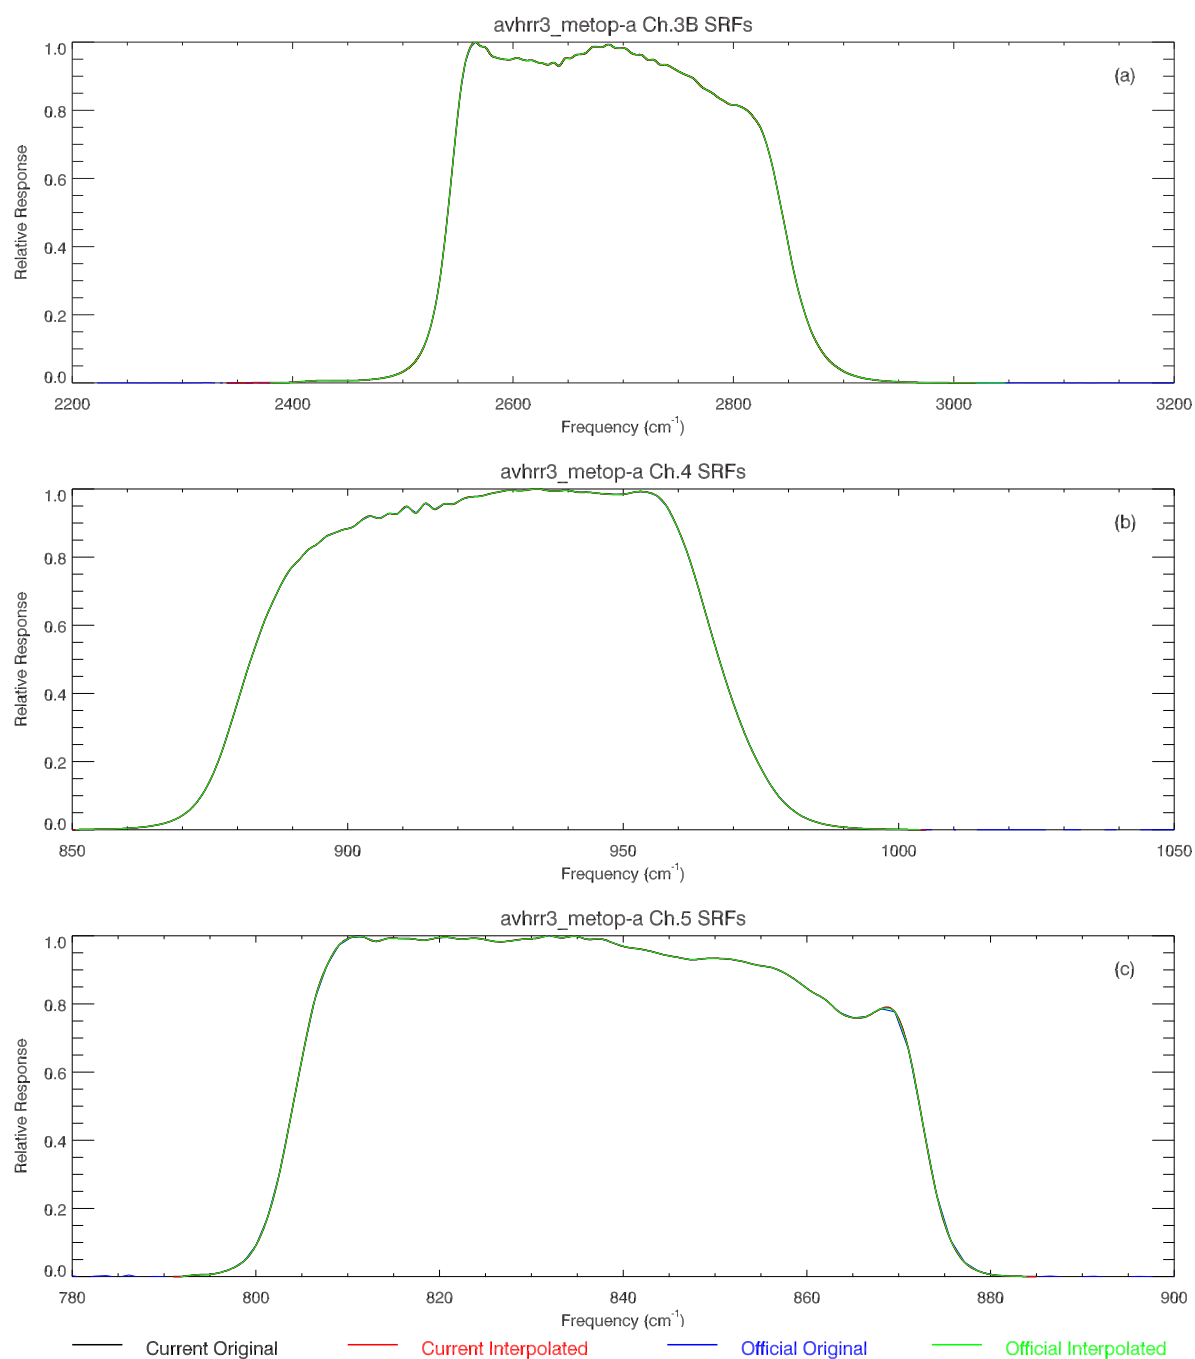 avhrr3_metop-a Ch.3B SRFs
1.0
(a)
0.8
0.6
0.4
0.2
0.0
Relative Response
2200 2400 2600 2800 3000 3200
Frequency (cm⁻¹)
avhrr3_metop-a Ch.4 SRFs
1.0
(b)
0.8
0.6
0.4
0.2
0.0
Relative Response
850 900 950 1000 1050
Frequency (cm⁻¹)
avhrr3_metop-a Ch.5 SRFs
1.0
(c)
0.8
0.6
0.4
0.2
0.0
Relative Response
780 800 820 840 860 880 900
Frequency (cm⁻¹)
Current Original Current Interpolated Official Original Official Interpolated